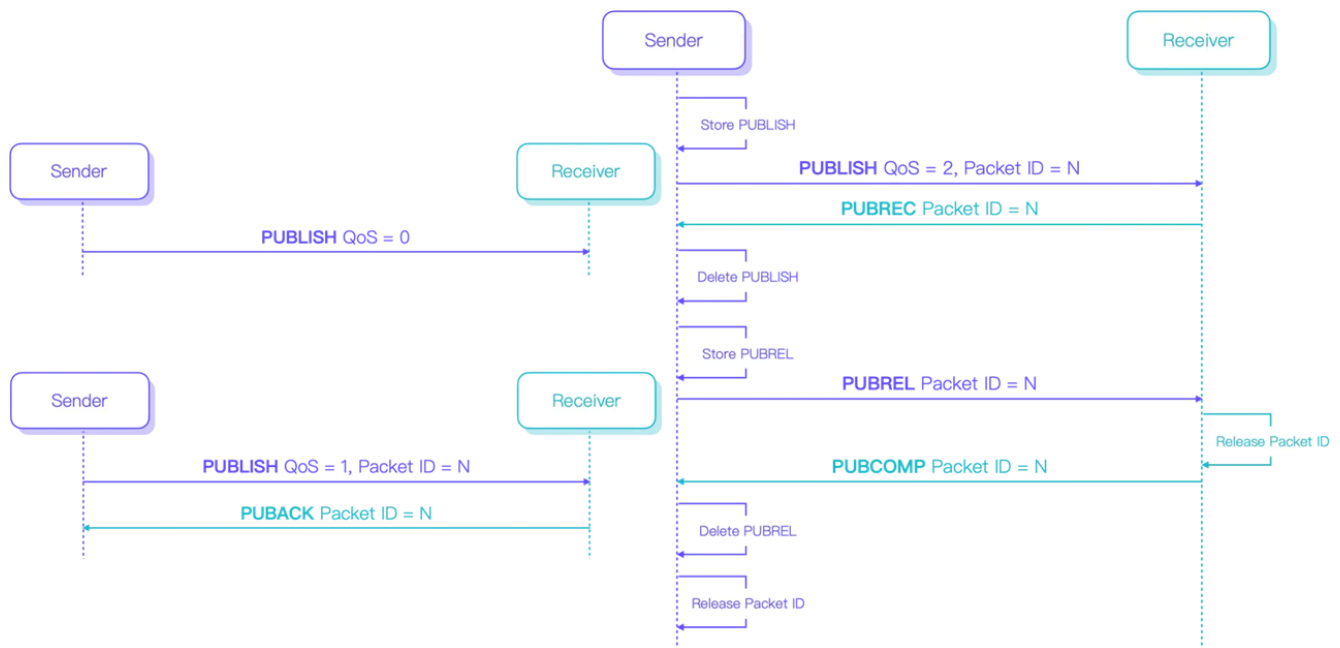 Sender
Receiver
PUBLISH QoS = 0
Sender
Receiver
PUBLISH QoS = 1, Packet ID = N
PUBACK Packet ID = N
Sender
Receiver
Store PUBLISH
PUBLISH QoS = 2, Packet ID = N
PUBREC Packet ID = N
Delete PUBLISH
Store PUBREL
PUBREL Packet ID = N
Release Packet ID
PUBCOMP Packet ID = N
Delete PUBREL
Release Packet ID